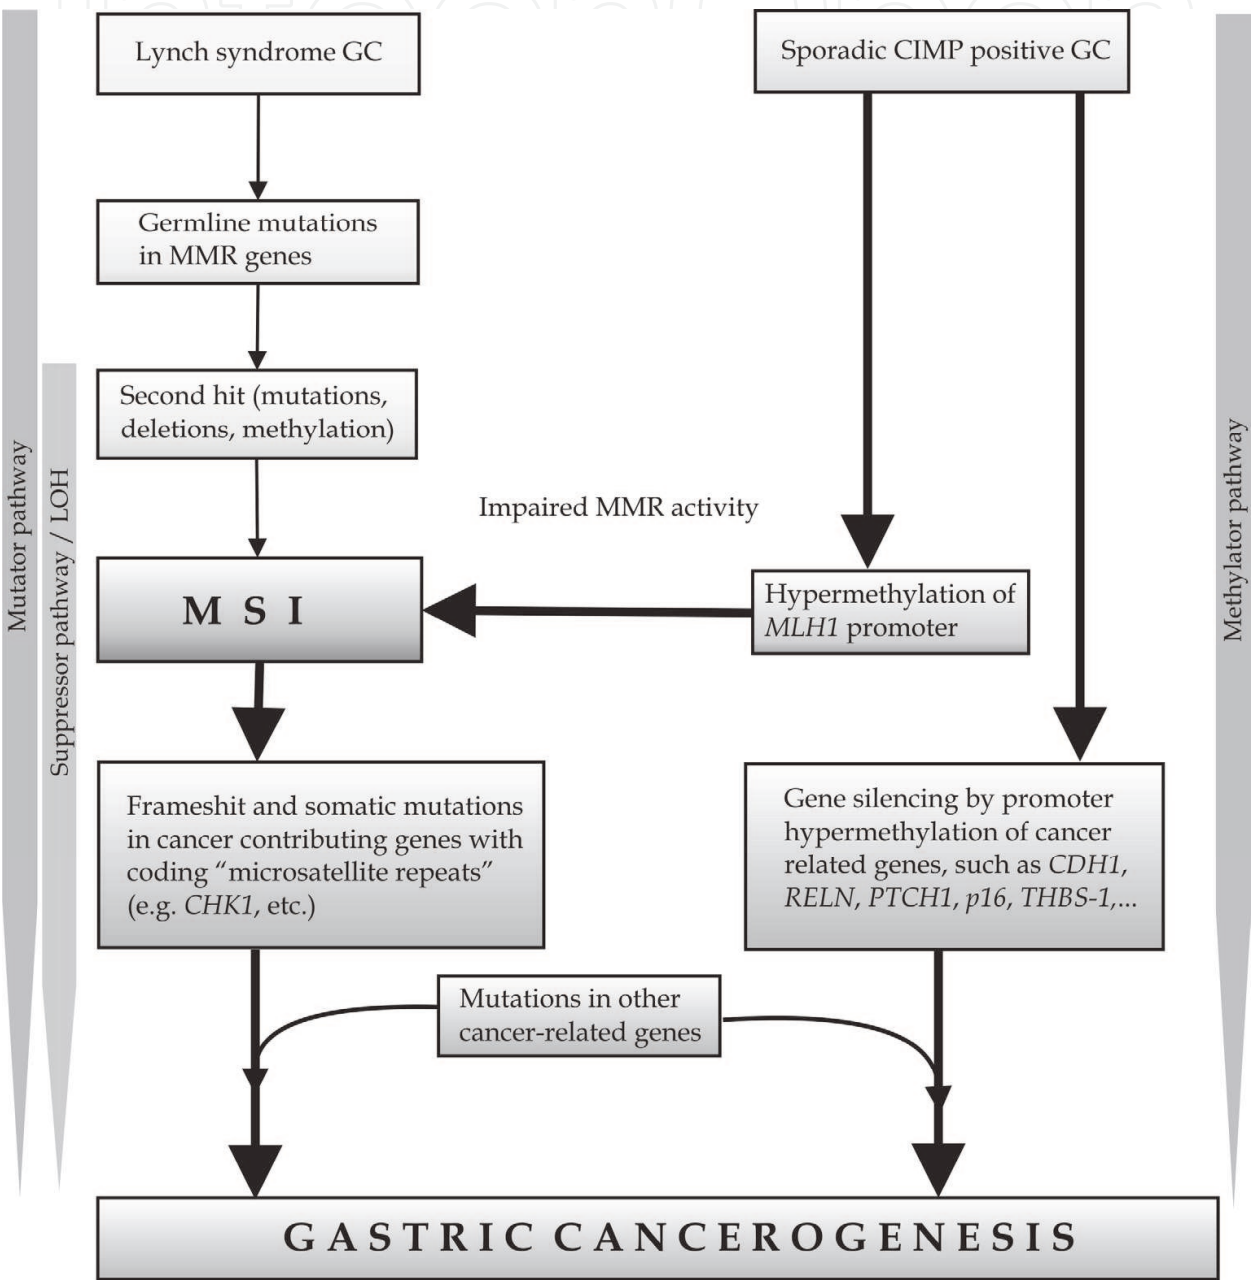 Lynch syndrome GC
Sporadic CIMP positive GC
Germline mutations
in MMR genes
Second hit (mutations,
deletions, methylation)
Impaired MMR activity
M S I
Hypermethylation of
MLH1 promoter
Mutator pathway
Suppressor pathway / LOH
Methylator pathway
Frameshit and somatic mutations
in cancer contributing genes with
coding “microsatellite repeats”
(e.g. CHK1, etc.)
Gene silencing by promoter
hypermethylation of cancer
related genes, such as CDH1,
RELN, PTCH1, p16, THBS-1,...
Mutations in other
cancer-related genes
GASTRIC CANCEROGENESIS